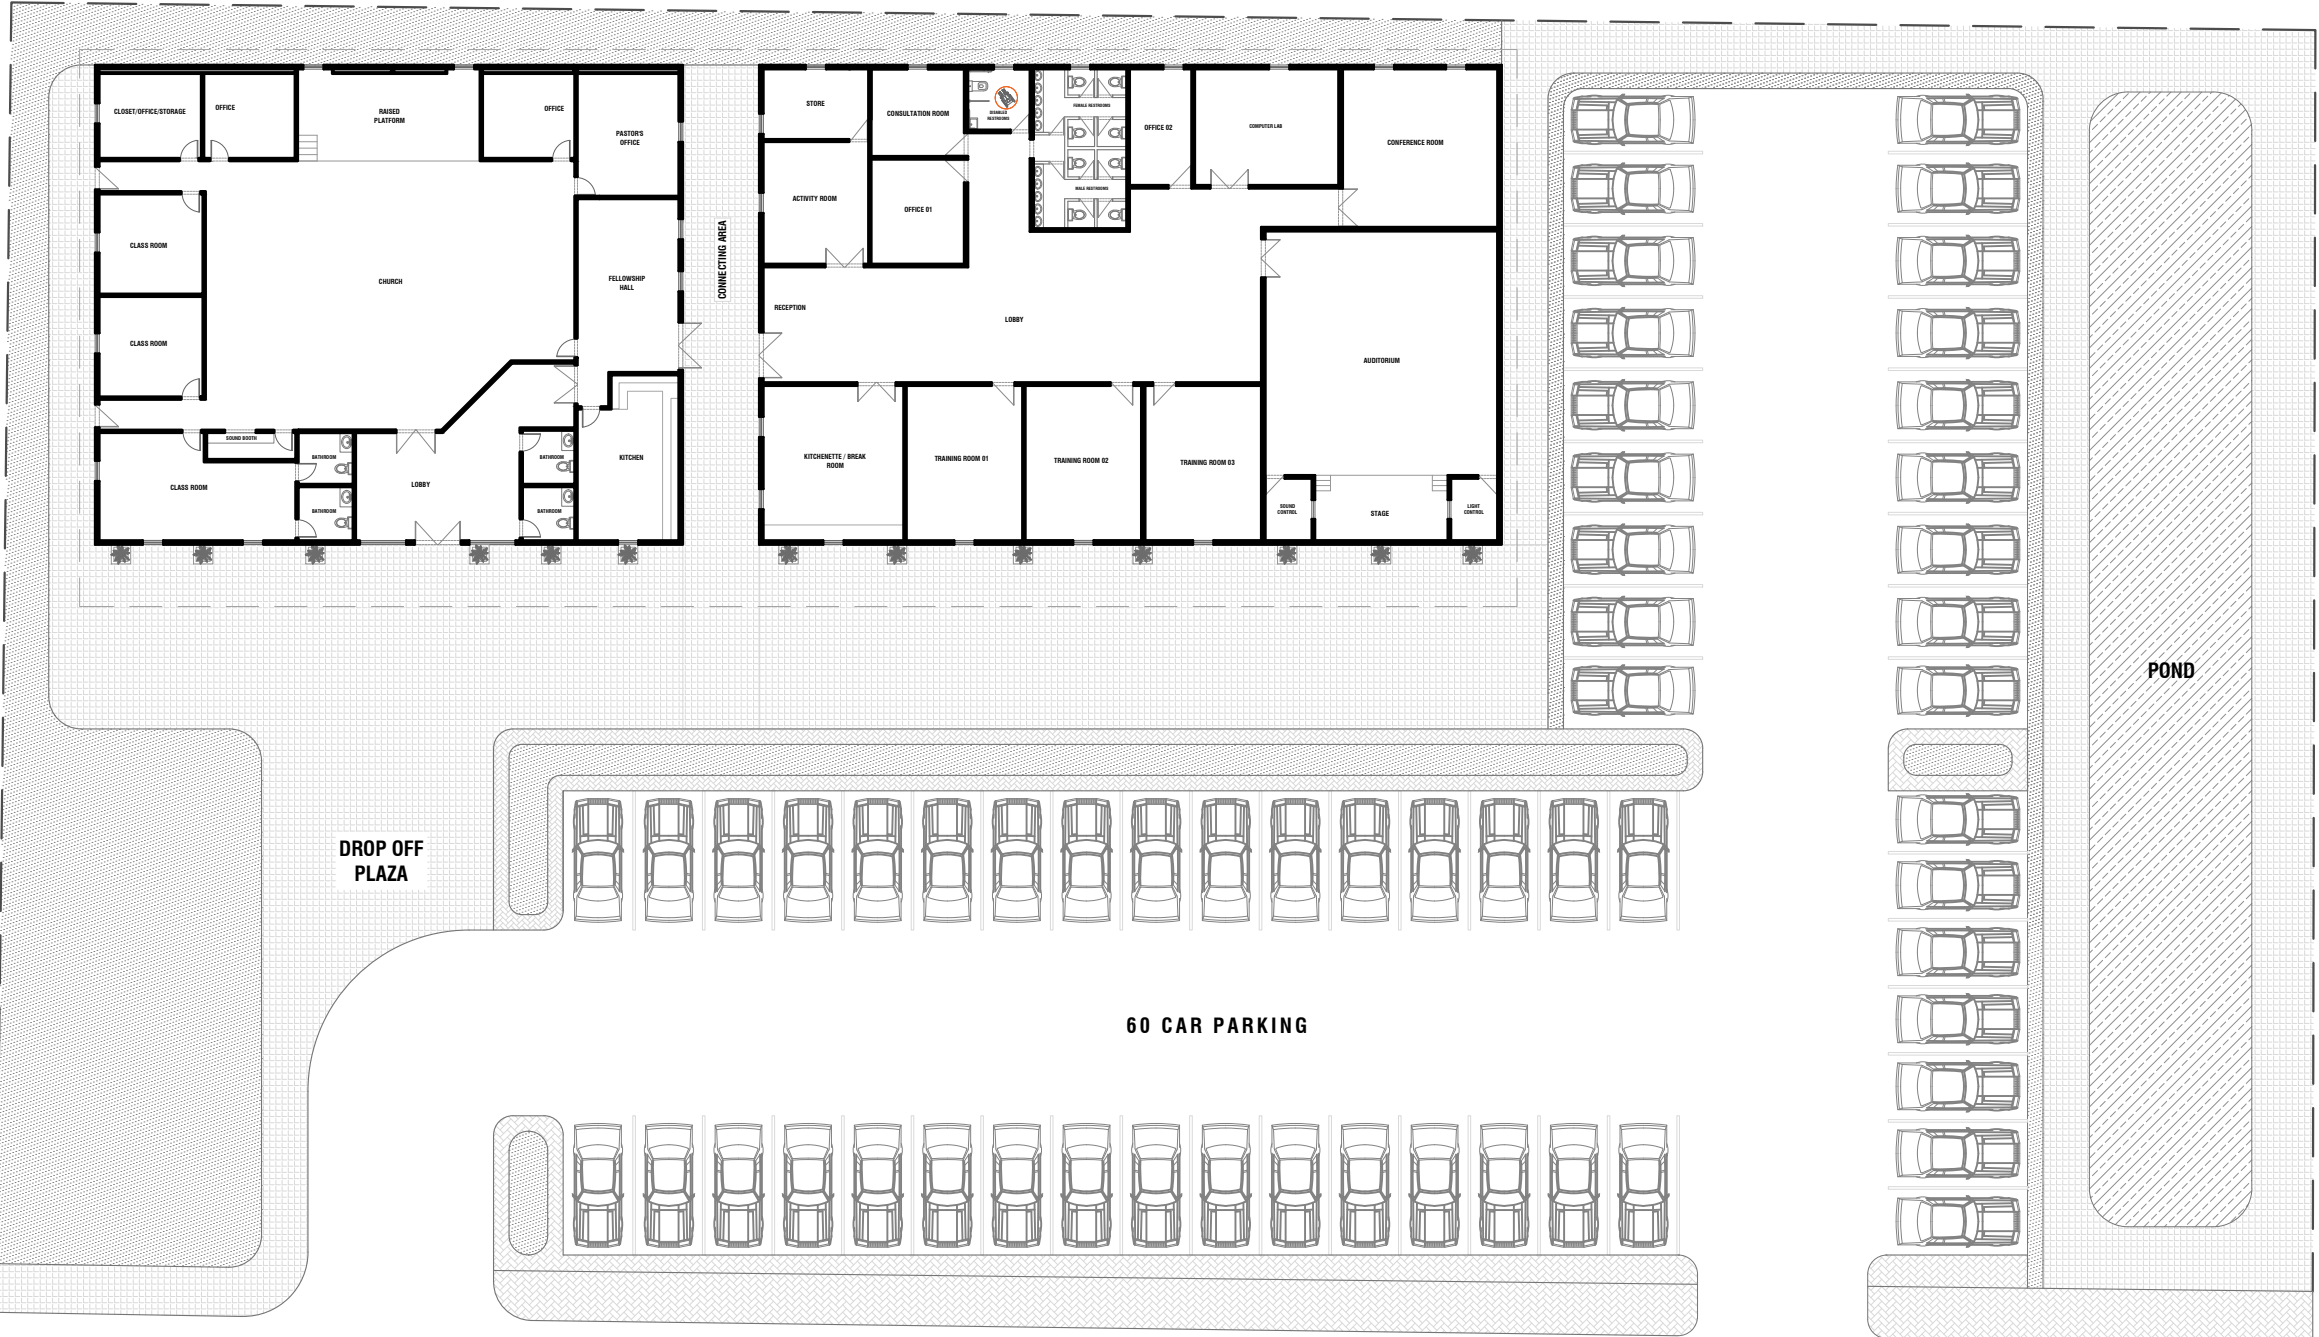 CLOSET/OFFICE/STORAGE
OFFICE
RAISED
PLATFORM
OFFICE
PASTOR'S
OFFICE
CLASS ROOM
CHURCH
FELLOWSHIP
HALL
CLASS ROOM
SOUND BOOTH
BATHROOM
BATHROOM
KITCHEN
CLASS ROOM
LOBBY
BATHROOM
BATHROOM
CONNECTING AREA
STORE
CONSULTATION ROOM
DISABLED
RESTROOMS
FEMALE RESTROOMS
OFFICE 02
COMPUTER LAB
CONFERENCE ROOM
ACTIVITY ROOM
OFFICE 01
MALE RESTROOMS
RECEPTION
LOBBY
AUDITORIUM
KITCHENETTE / BREAK
ROOM
TRAINING ROOM 01
TRAINING ROOM 02
TRAINING ROOM 03
SOUND
CONTROL
STAGE
LIGHT
CONTROL
POND
DROP OFF
PLAZA
60 CAR PARKING